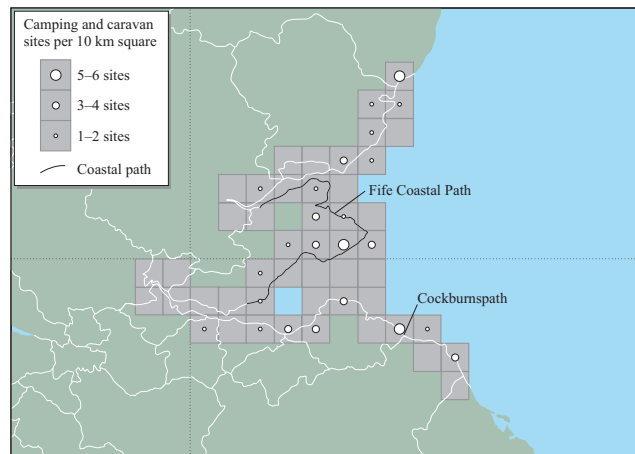 Camping and caravan
sites per 10 km square
5–6 sites
3–4 sites
1–2 sites
Coastal path
Fife Coastal Path
Cockburnspath